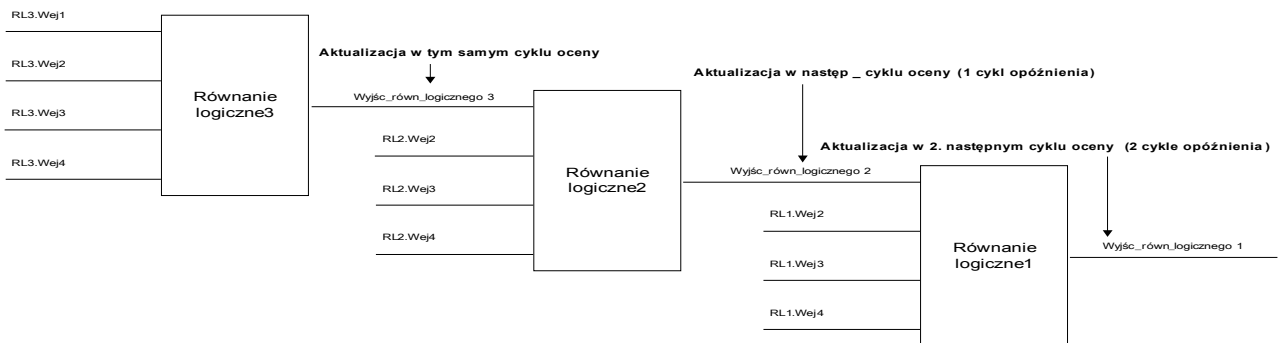 RL3.Wej1
RL3.Wej2
RL3.Wej3
RL3.Wej4
Równanie
logiczne3
Aktualizacja w tym samym cyklu oceny
Wyjśc_równ_logicznego 3
RL2.Wej2
RL2.Wej3
RL2.Wej4
Równanie
logiczne2
Aktualizacja w następ _ cyklu oceny (1 cykl opóźnienia)
Wyjśc_równ_logicznego 2
RL1.Wej2
RL1.Wej3
RL1.Wej4
Równanie
logiczne1
Aktualizacja w 2. następnym cyklu oceny (2 cykle opóźnienia)
Wyjśc_równ_logicznego 1